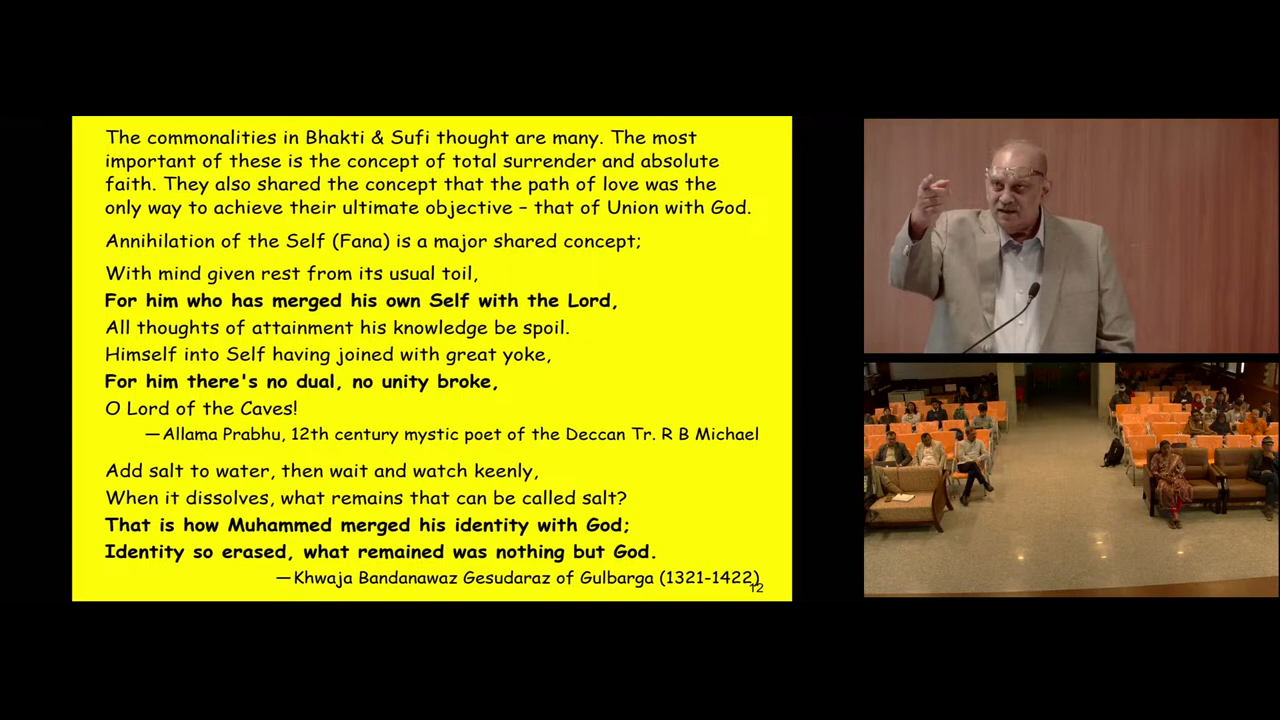 The commonalities in Bhakti & Sufi thought are many. The most
important of these is the concept of total surrender and absolute
faith. They also shared the concept that the path of love was the
only way to achieve their ultimate objective – that of Union with God.
Annihilation of the Self (Fana) is a major shared concept;
With mind given rest from its usual toil,
For him who has merged his own Self with the Lord,
All thoughts of attainment his knowledge be spoil.
Himself into Self having joined with great yoke,
For him there's no dual, no unity broke,
O Lord of the Caves!
—Allama Prabhu, 12th century mystic poet of the Deccan Tr. R B Michael
Add salt to water, then wait and watch keenly,
When it dissolves, what remains that can be called salt?
That is how Muhammed merged his identity with God;
Identity so erased, what remained was nothing but God.
—Khwaja Bandanawaz Gesudaraz of Gulbarga (1321-1422)
12